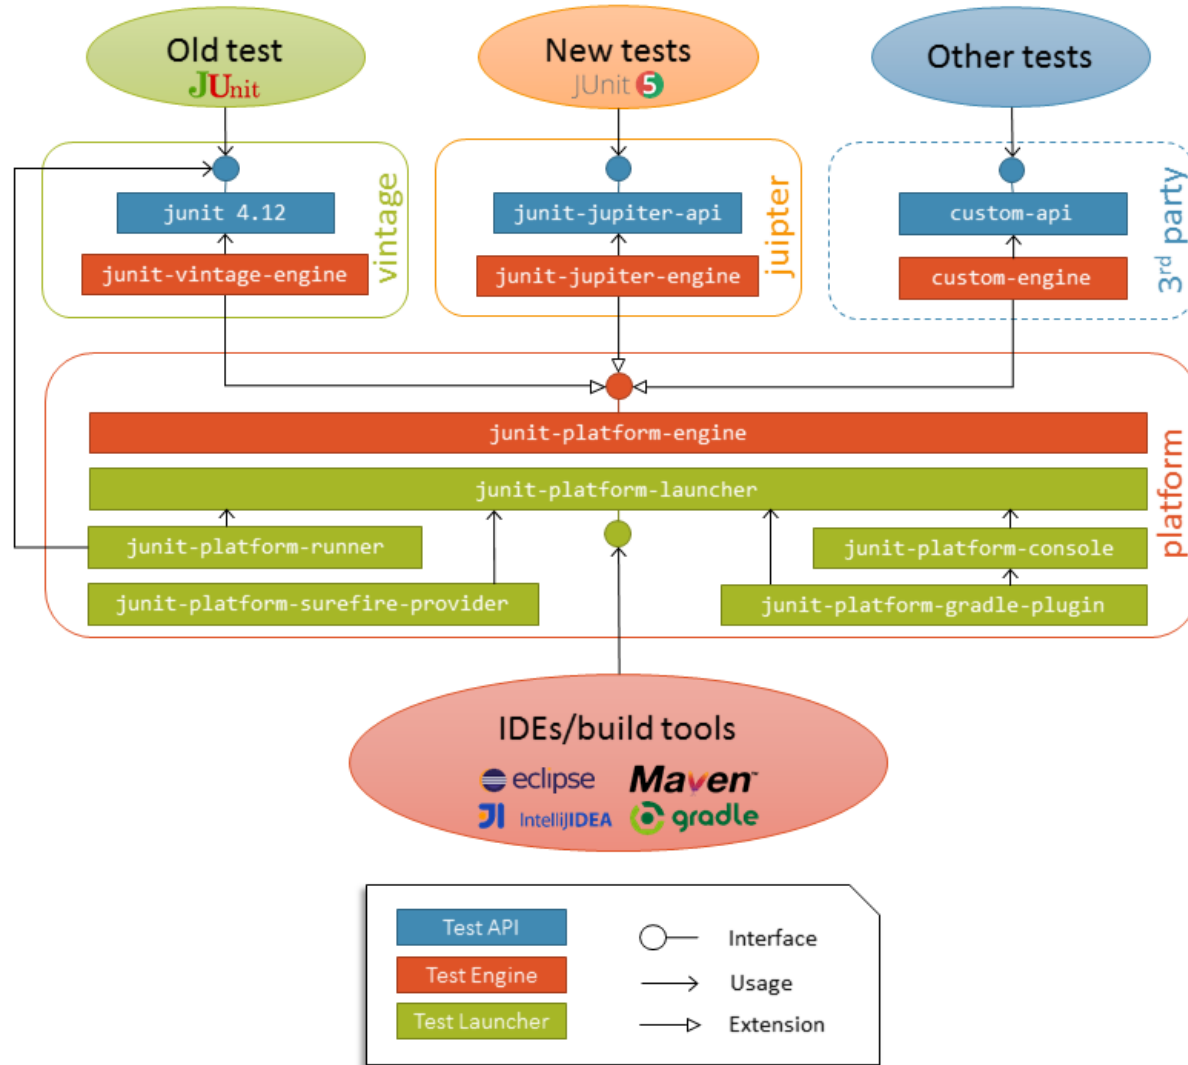 Old test
JUnit
New tests
JUnit 5
Other tests
junit 4.12
junit-vintage-engine
vintage
junit-jupiter-api
junit-jupiter-engine
juipter
custom-api
custom-engine
3rd party
junit-platform-engine
junit-platform-launcher
junit-platform-runner
junit-platform-console
junit-platform-surefire-provider
junit-platform-gradle-plugin
platform
IDEs/build tools
eclipse
Maven™
JI IntelliJIDEA
gradle
Test API
Interface
Test Engine
Usage
Test Launcher
Extension